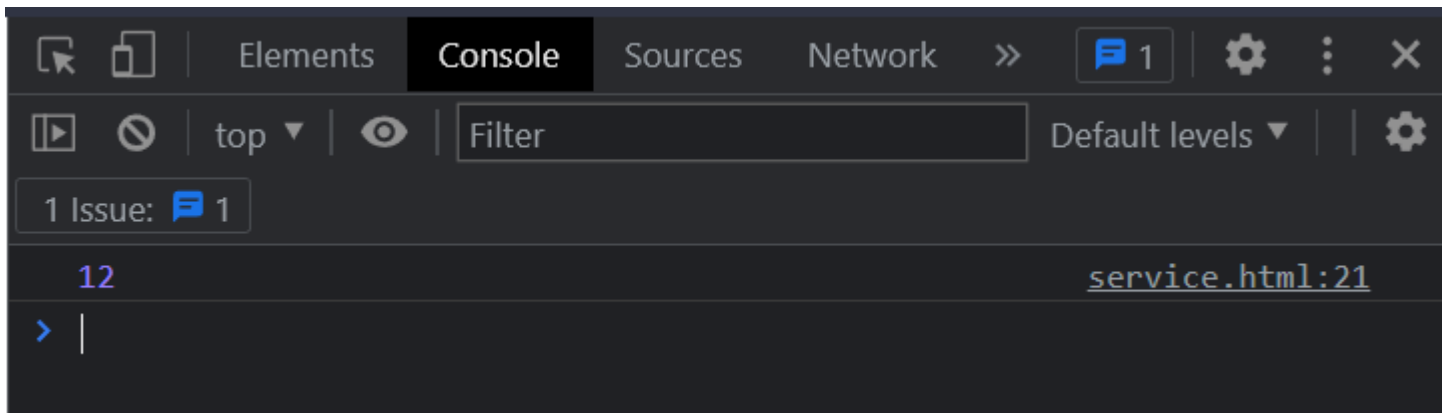 Elements Console Sources Network » 1
top ▼ Filter Default levels ▼
1 Issue: 1
12 service.html:21
>